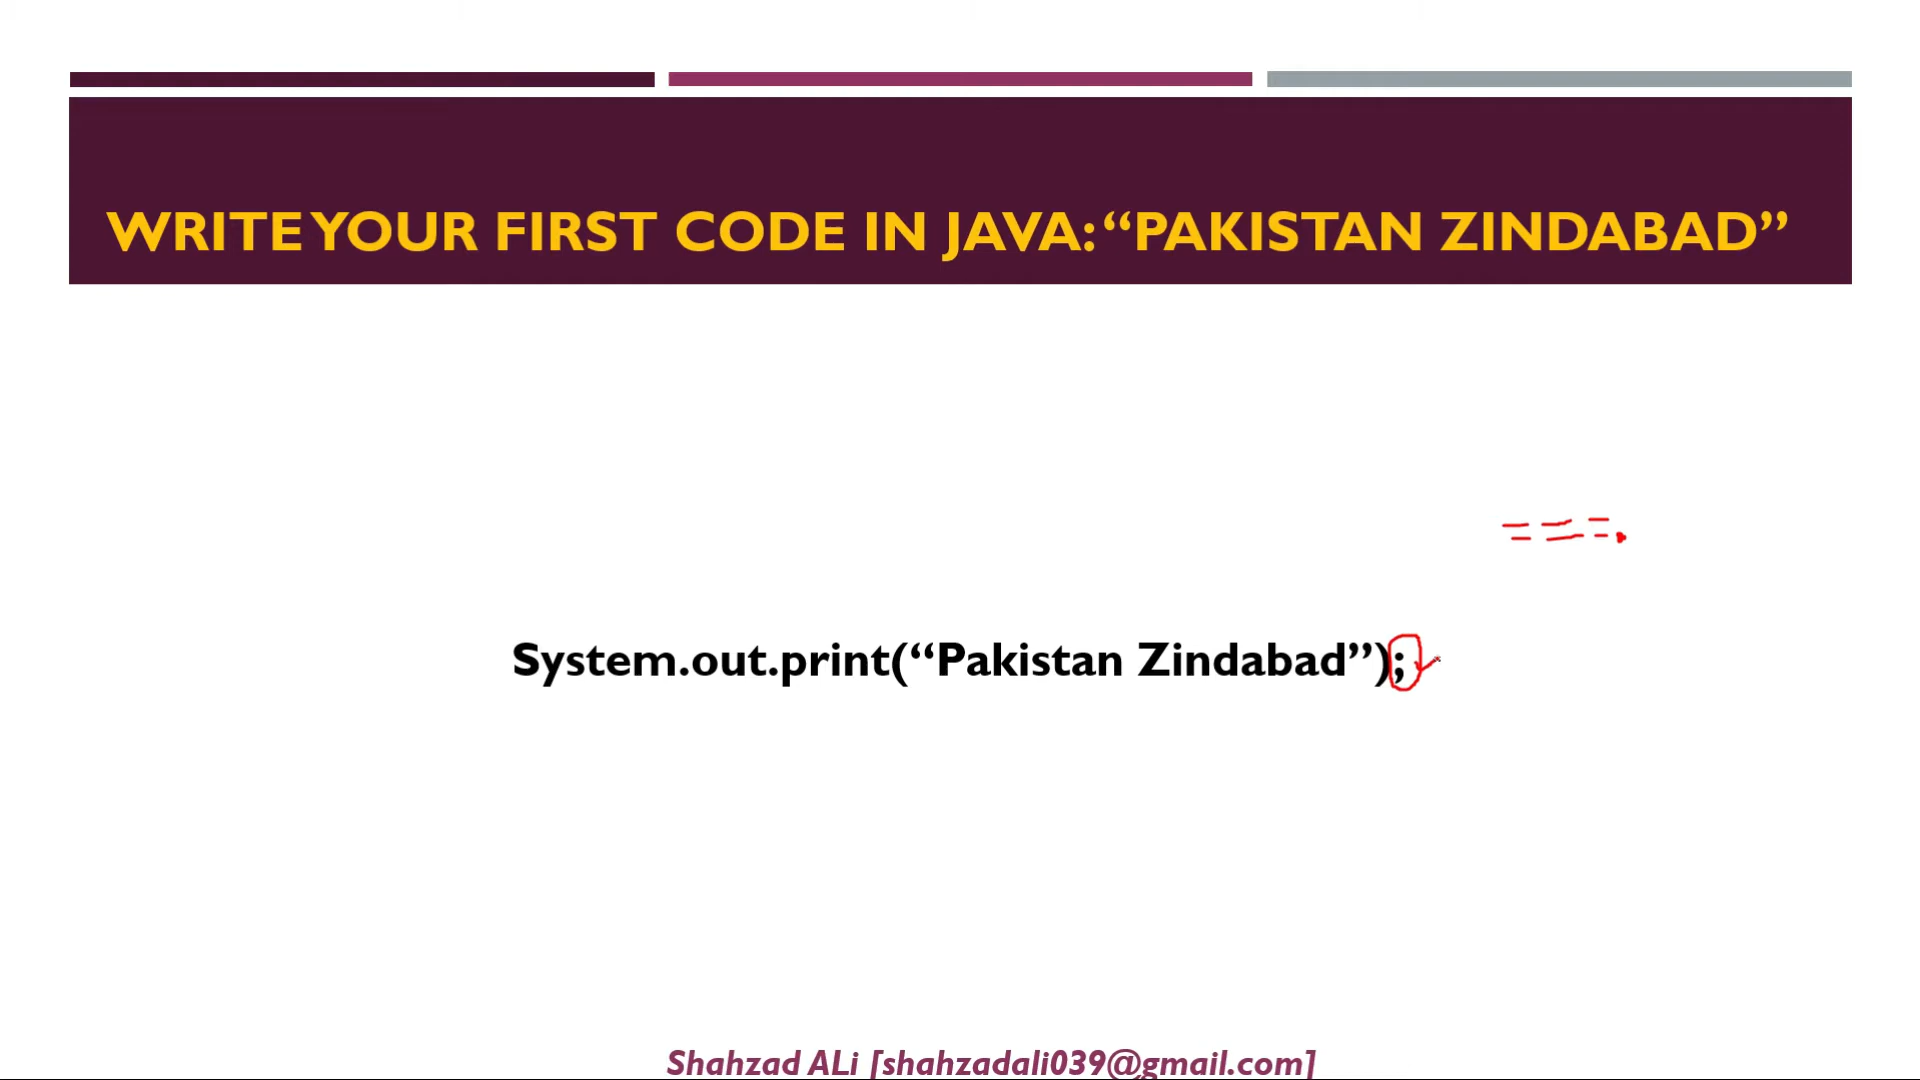 WRITE YOUR FIRST CODE IN JAVA: “PAKISTAN ZINDABAD”
System.out.print(“Pakistan Zindabad”);
Shahzad ALi [shahzadali039@gmail.com]